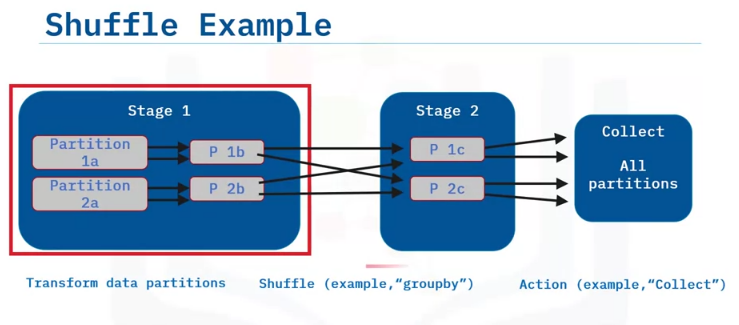 Shuffle Example
Stage 1
Partition
1a
P 1b
Partition
2a
P 2b
Stage 2
P 1c
P 2c
Collect
All
partitions
Transform data partitions
Shuffle (example,“groupby”)
Action (example,“Collect”)